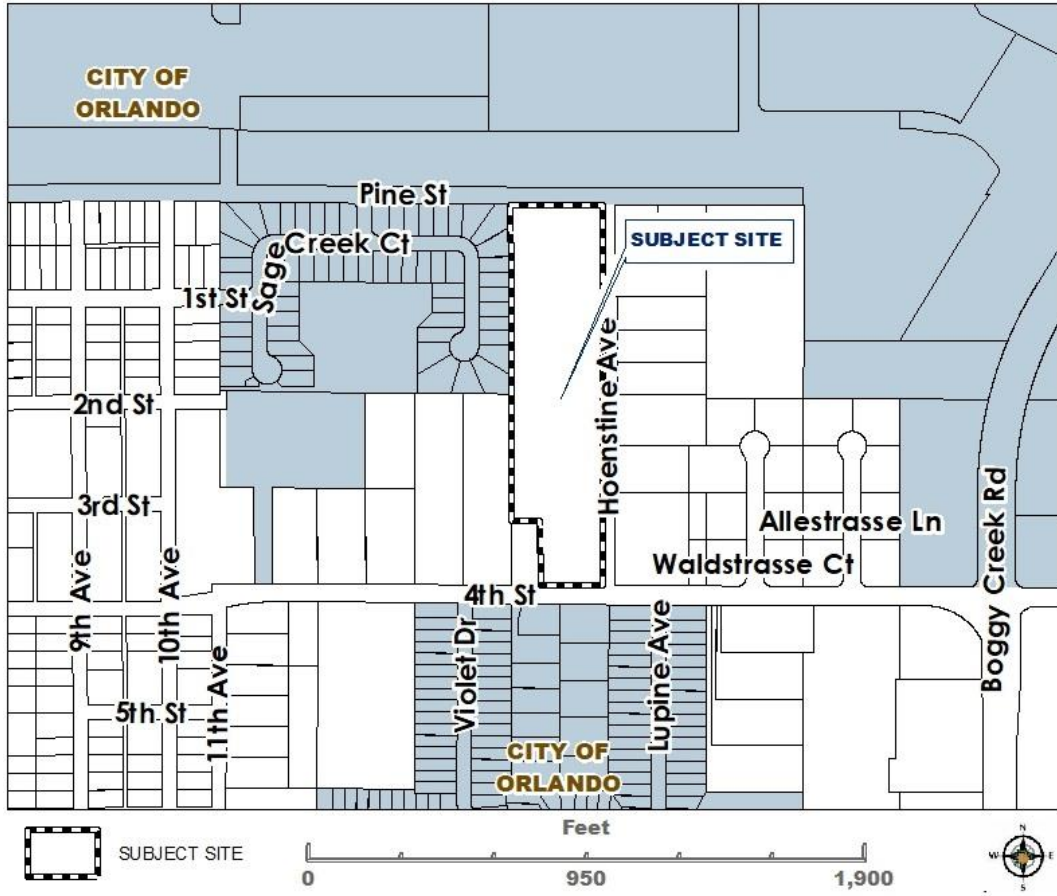 CITY OF
ORLANDO
Pine St
SUBJECT SITE
Creek Ct
Sage
1st St
Hoenstine Ave
2nd St
3rd St
Allestrasse Ln
Waldstrasse Ct
Boggy Creek Rd
9th Ave
10th Ave
4th St
11th Ave
Violet Dr
Lupine Ave
5th St
CITY OF
ORLANDO
Feet
SUBJECT SITE
0
950
1,900
N
W
E
S